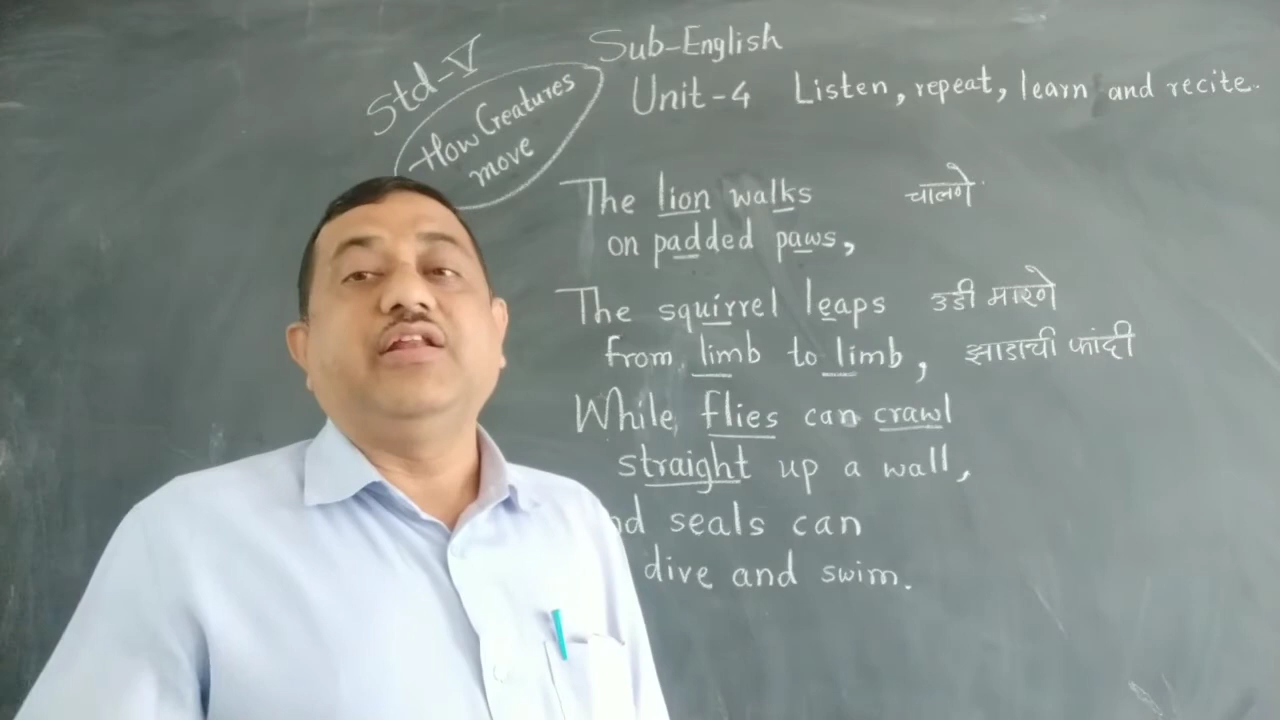 Std-V
Sub-English
How Creatures
move
Unit-4 Listen, repeat, learn and recite.
The lion walks चालणे
on padded paws,
The squirrel leaps उडी मारणे
from limb to limb, झाडाची फांदी
While flies can crawl
straight up a wall,
seals can
dive and swim.